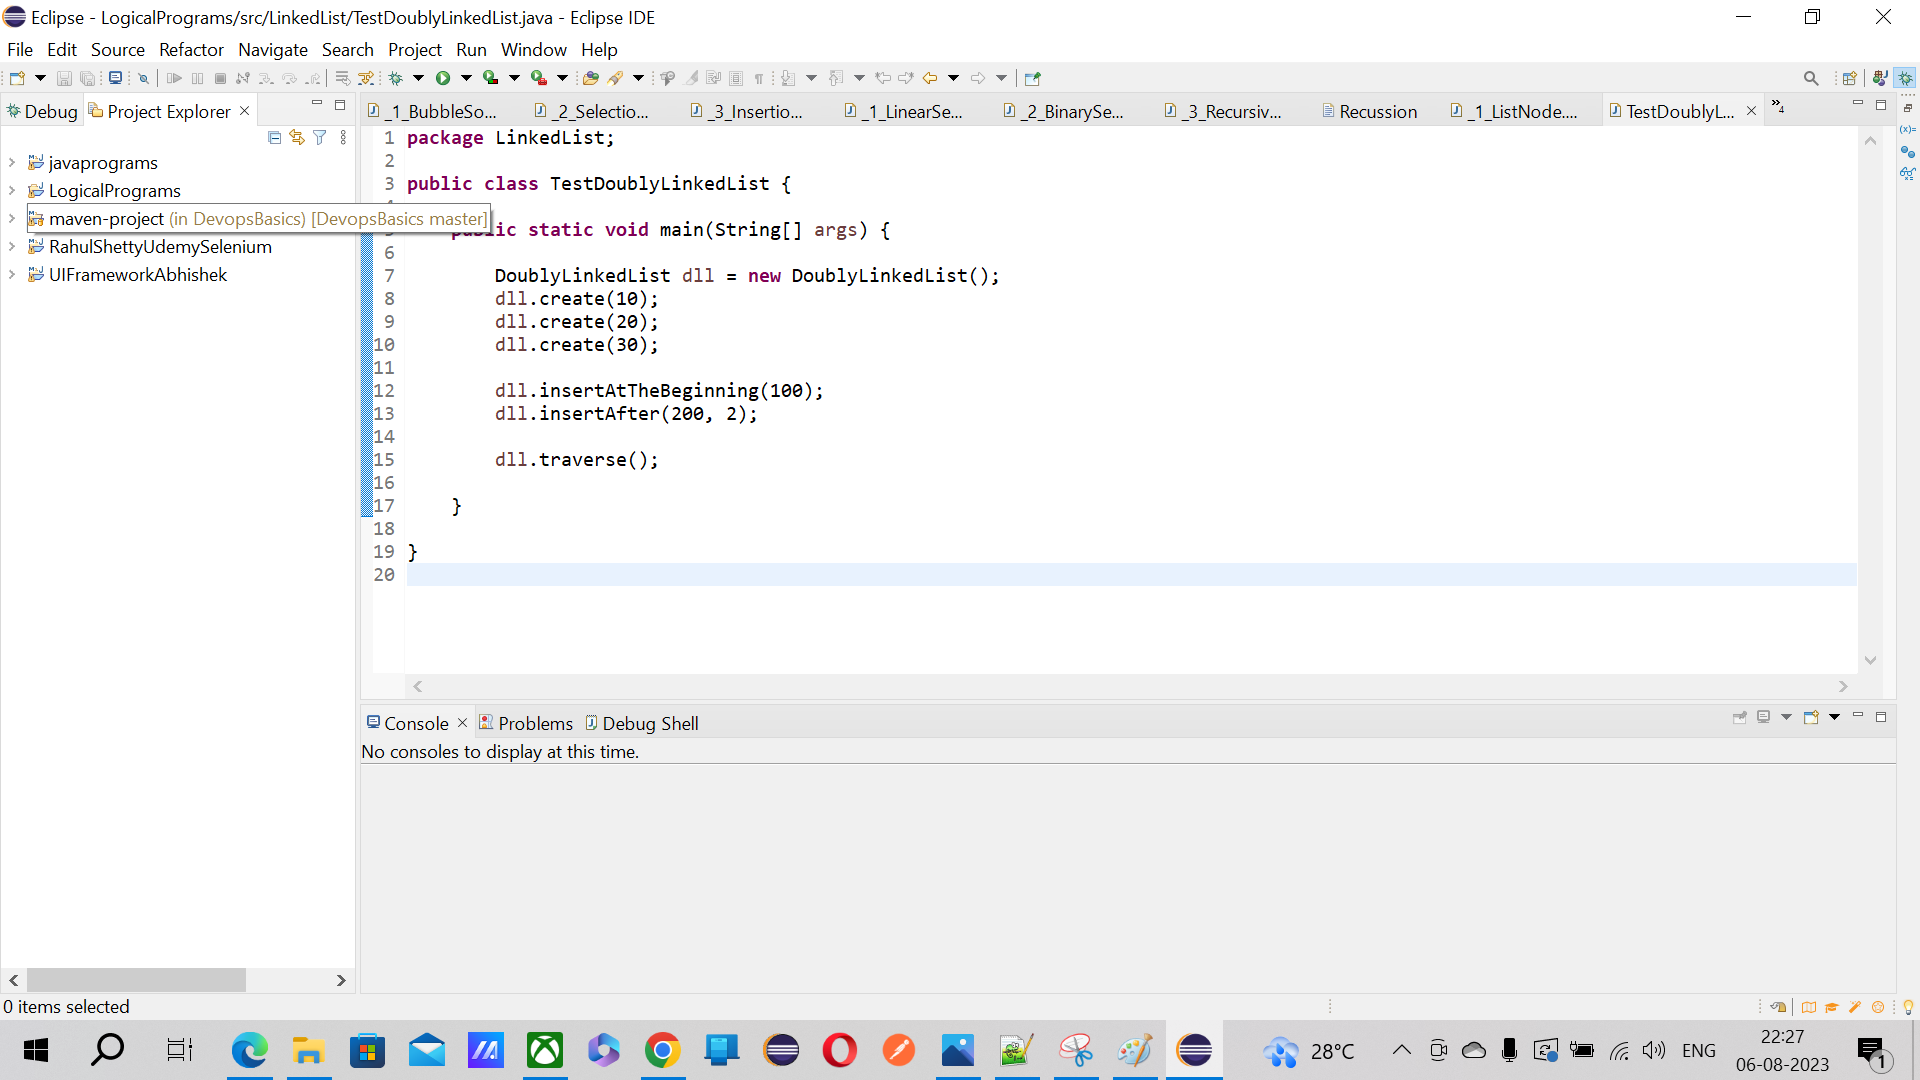 Eclipse - LogicalPrograms/src/LinkedList/TestDoublyLinkedList.java - Eclipse IDE
File Edit Source Refactor Navigate Search Project Run Window Help
Debug Project Explorer
javaprograms
LogicalPrograms
maven-project (in DevopsBasics) [DevopsBasics master]
RahulShettyUdemySelenium
UIFrameworkAbhishek
_1_BubbleSo... _2_Selectio... _3_Insertio... _1_LinearSe... _2_BinarySe... _3_Recursiv... Recussion _1_ListNode.... TestDoublyL... »4
1 package LinkedList;
2
3 public class TestDoublyLinkedList {
5 public static void main(String[] args) {
6
7 DoublyLinkedList dll = new DoublyLinkedList();
8 dll.create(10);
9 dll.create(20);
10 dll.create(30);
11
12 dll.insertAtTheBeginning(100);
13 dll.insertAfter(200, 2);
14
15 dll.traverse();
16
17 }
18
19 }
20
Console Problems Debug Shell
No consoles to display at this time.
0 items selected
28°C
ENG
22:27
06-08-2023
1